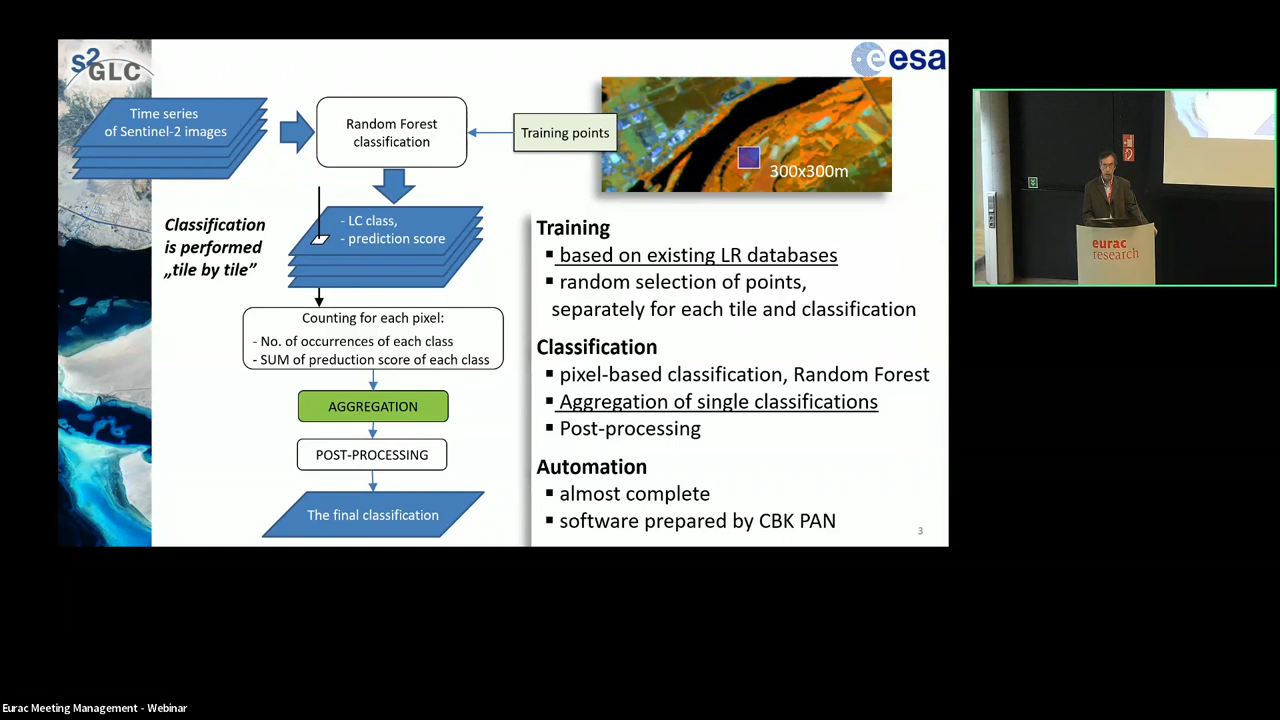 s2
GLC
esa
Time series
of Sentinel-2 images
Random Forest
classification
Training points
300x300m
Classification
is performed
„tile by tile”
- LC class,
- prediction score
Counting for each pixel:
- No. of occurrences of each class
- SUM of preduction score of each class
AGGREGATION
POST-PROCESSING
The final classification
Training
▪ based on existing LR databases
▪ random selection of points,
separately for each tile and classification
Classification
▪ pixel-based classification, Random Forest
▪ Aggregation of single classifications
▪ Post-processing
Automation
▪ almost complete
▪ software prepared by CBK PAN
3
eurac
research
Eurac Meeting Management - Webinar